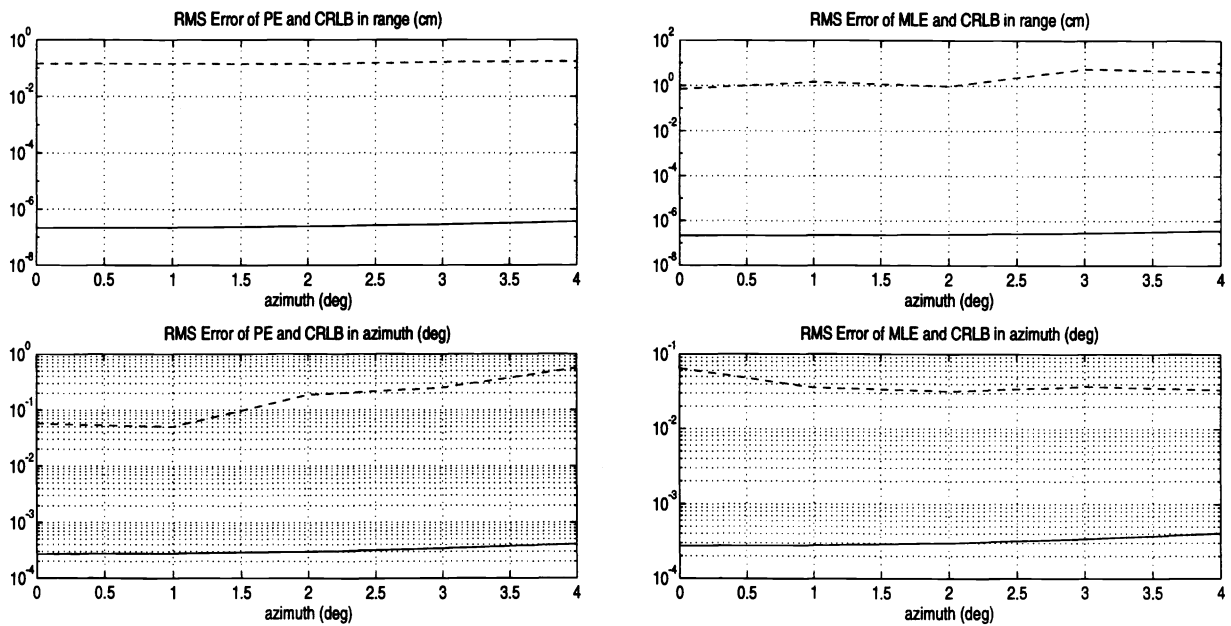 RMS Error of PE and CRLB in range (cm)
10^0
10^-2
10^-4
10^-6
10^-8
0 0.5 1 1.5 2 2.5 3 3.5 4
azimuth (deg)
RMS Error of MLE and CRLB in range (cm)
10^2
10^0
10^-2
10^-4
10^-6
10^-8
0 0.5 1 1.5 2 2.5 3 3.5 4
azimuth (deg)
RMS Error of PE and CRLB in azimuth (deg)
10^0
10^-1
10^-2
10^-3
10^-4
0 0.5 1 1.5 2 2.5 3 3.5 4
azimuth (deg)
RMS Error of MLE and CRLB in azimuth (deg)
10^-1
10^-2
10^-3
10^-4
0 0.5 1 1.5 2 2.5 3 3.5 4
azimuth (deg)